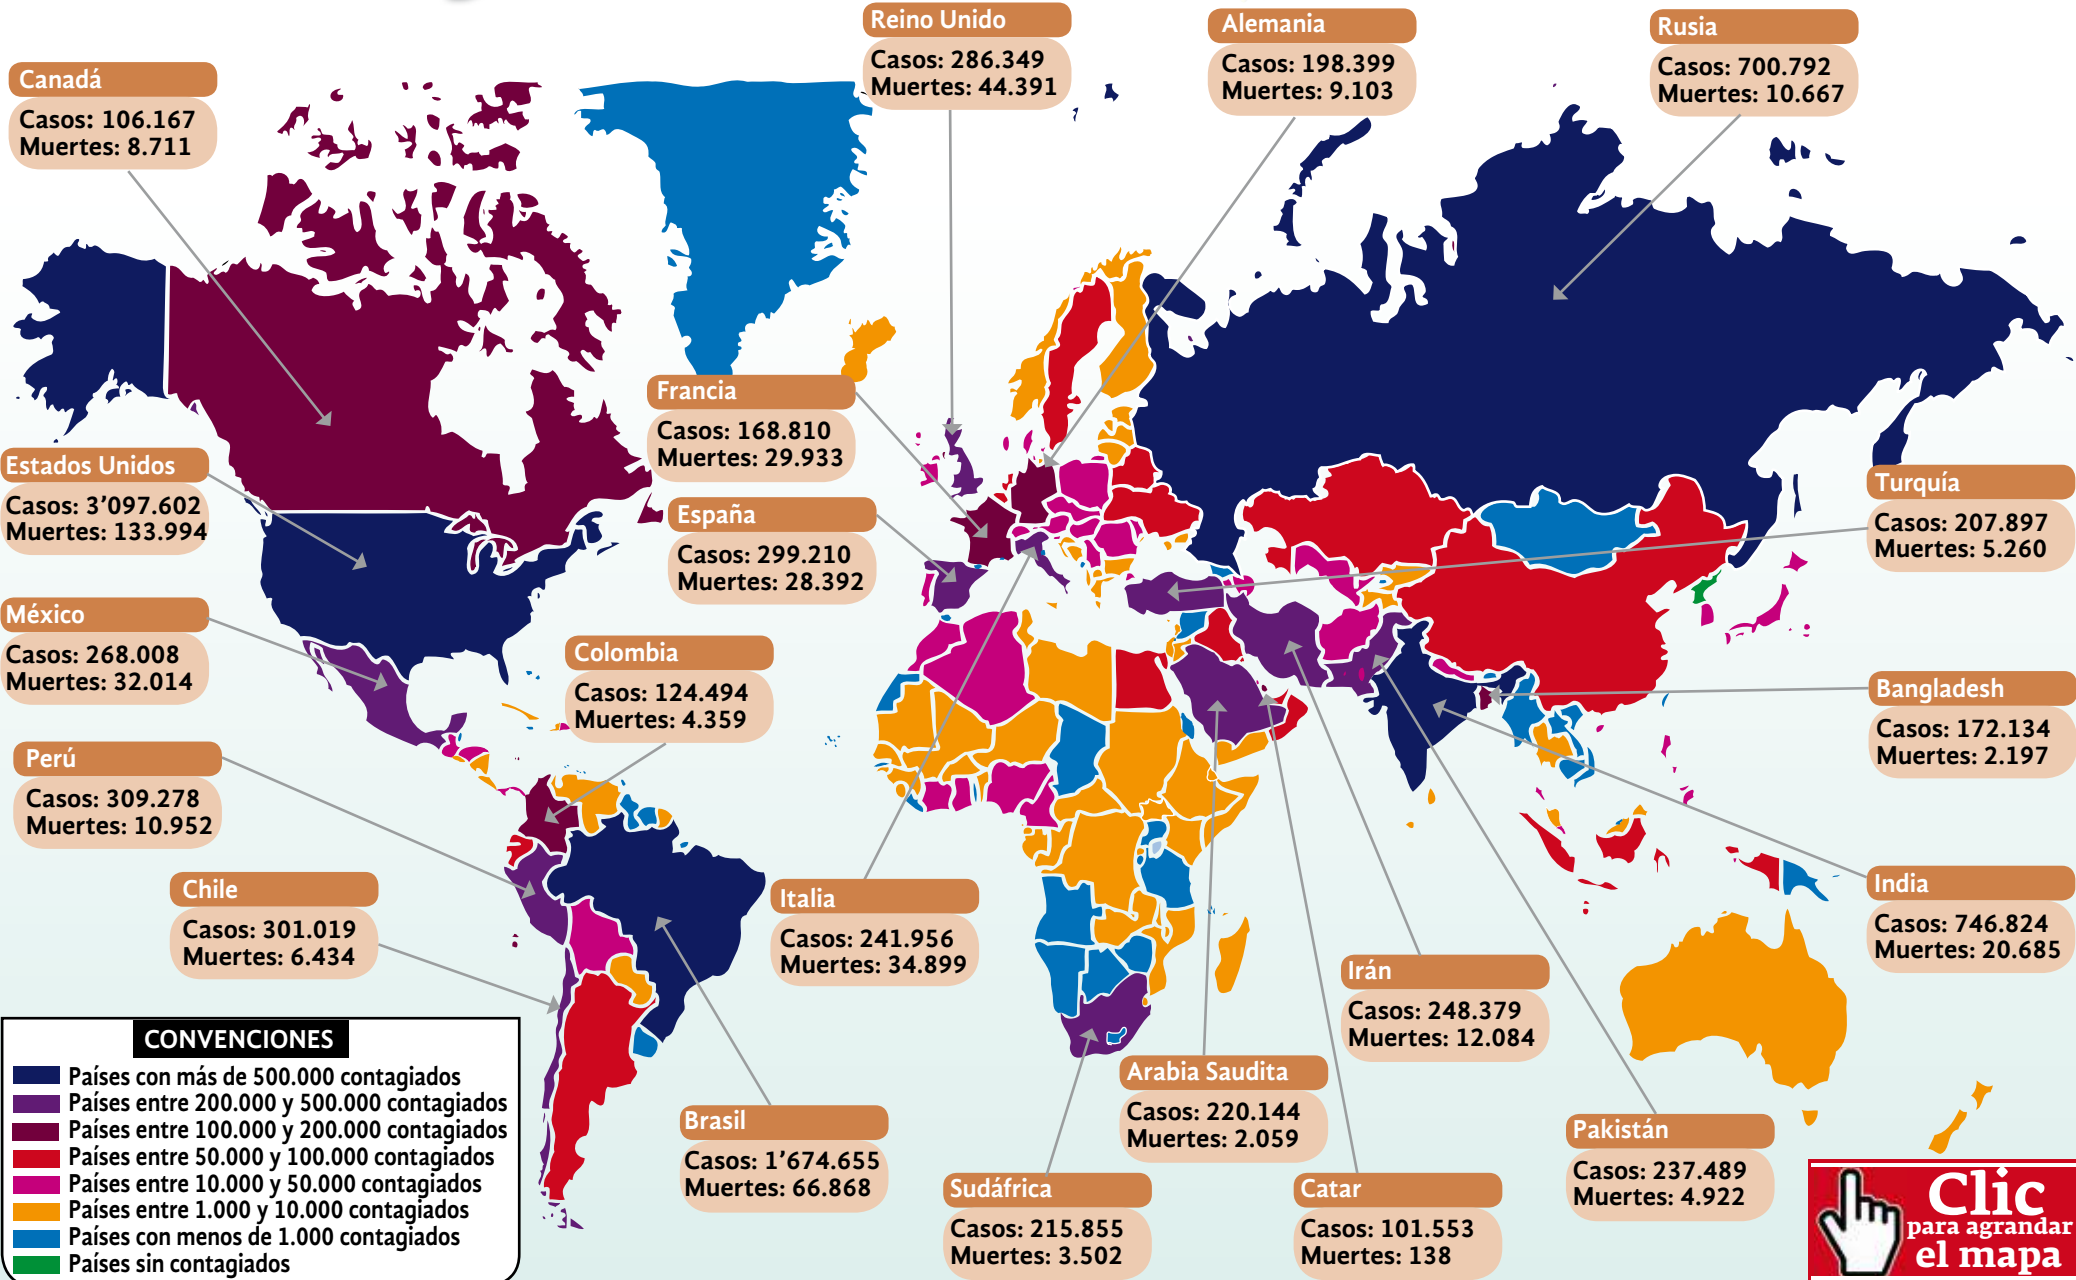 Reino Unido
Casos: 286.349
Muertes: 44.391
Alemania
Casos: 198.399
Muertes: 9.103
Rusia
Casos: 700.792
Muertes: 10.667
Canadá
Casos: 106.167
Muertes: 8.711
Francia
Casos: 168.810
Muertes: 29.933
Estados Unidos
Casos: 3’097.602
Muertes: 133.994
España
Casos: 299.210
Muertes: 28.392
Turquía
Casos: 207.897
Muertes: 5.260
México
Casos: 268.008
Muertes: 32.014
Colombia
Casos: 124.494
Muertes: 4.359
Bangladesh
Casos: 172.134
Muertes: 2.197
Perú
Casos: 309.278
Muertes: 10.952
Chile
Casos: 301.019
Muertes: 6.434
Italia
Casos: 241.956
Muertes: 34.899
India
Casos: 746.824
Muertes: 20.685
Irán
Casos: 248.379
Muertes: 12.084
Arabia Saudita
Casos: 220.144
Muertes: 2.059
Brasil
Casos: 1’674.655
Muertes: 66.868
Pakistán
Casos: 237.489
Muertes: 4.922
Sudáfrica
Casos: 215.855
Muertes: 3.502
Catar
Casos: 101.553
Muertes: 138
CONVENCIONES
Países con más de 500.000 contagiados
Países entre 200.000 y 500.000 contagiados
Países entre 100.000 y 200.000 contagiados
Países entre 50.000 y 100.000 contagiados
Países entre 10.000 y 50.000 contagiados
Países entre 1.000 y 10.000 contagiados
Países con menos de 1.000 contagiados
Países sin contagiados
Clic
para agrandar
el mapa